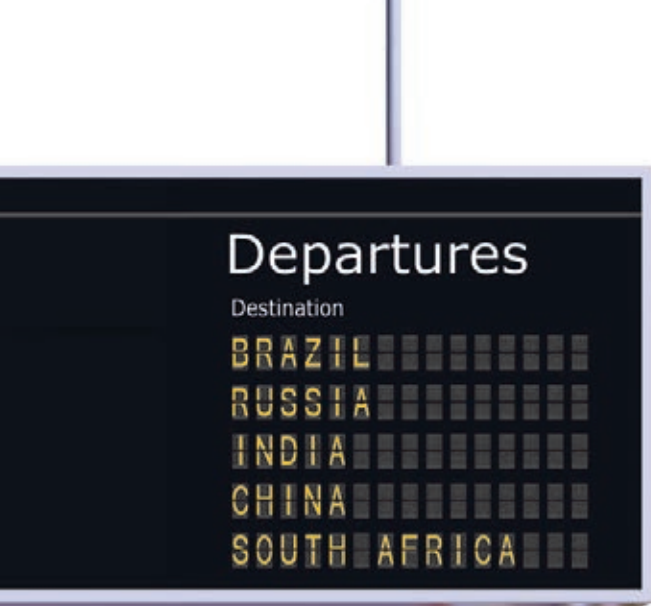 Departures
Destination
BRAZIL
RUSSIA
INDIA
CHINA
SOUTH AFRICA